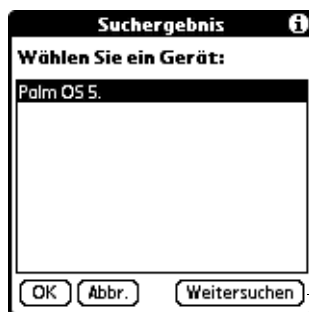 Suchergebnis
Wählen Sie ein Gerät:
Palm OS 5.
OK Abbr. Weitersuchen